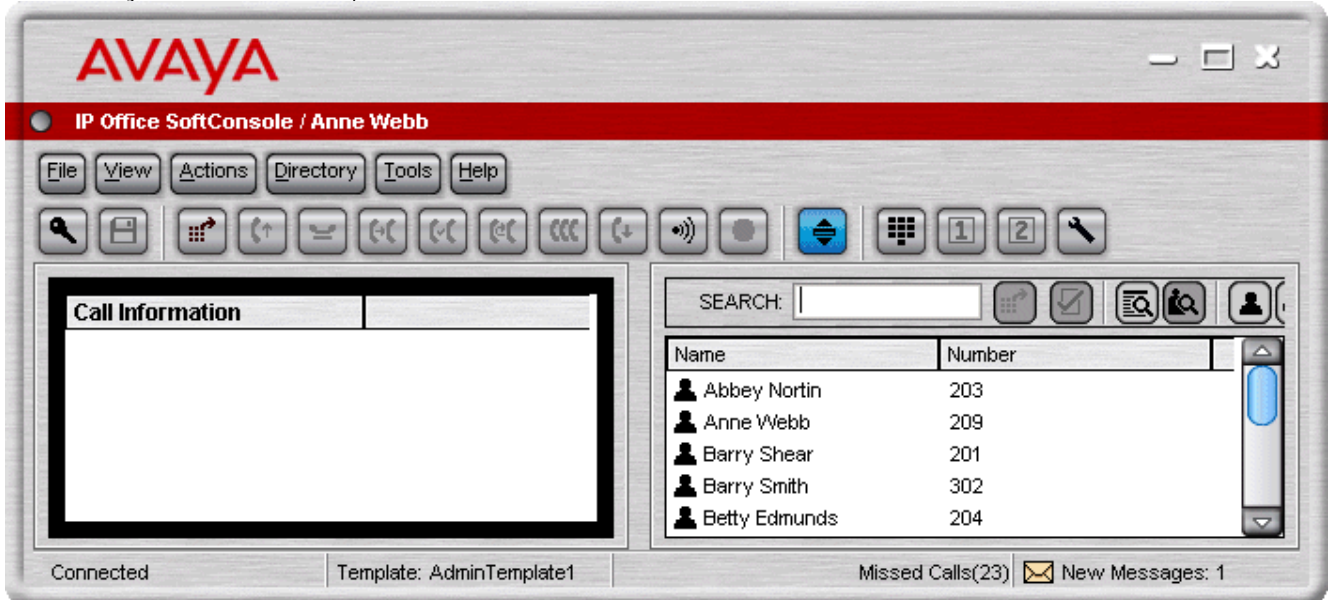 AVAYA
IP Office SoftConsole / Anne Webb
File View Actions Directory Tools Help
1 2
Call Information
SEARCH:
Name Number
Abbey Nortin 203
Anne Webb 209
Barry Shear 201
Barry Smith 302
Betty Edmunds 204
Connected Template: AdminTemplate1 Missed Calls(23) New Messages: 1